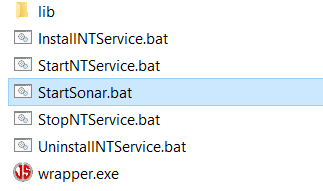 lib
InstallNTService.bat
StartNTService.bat
StartSonar.bat
StopNTService.bat
UninstallNTService.bat
wrapper.exe